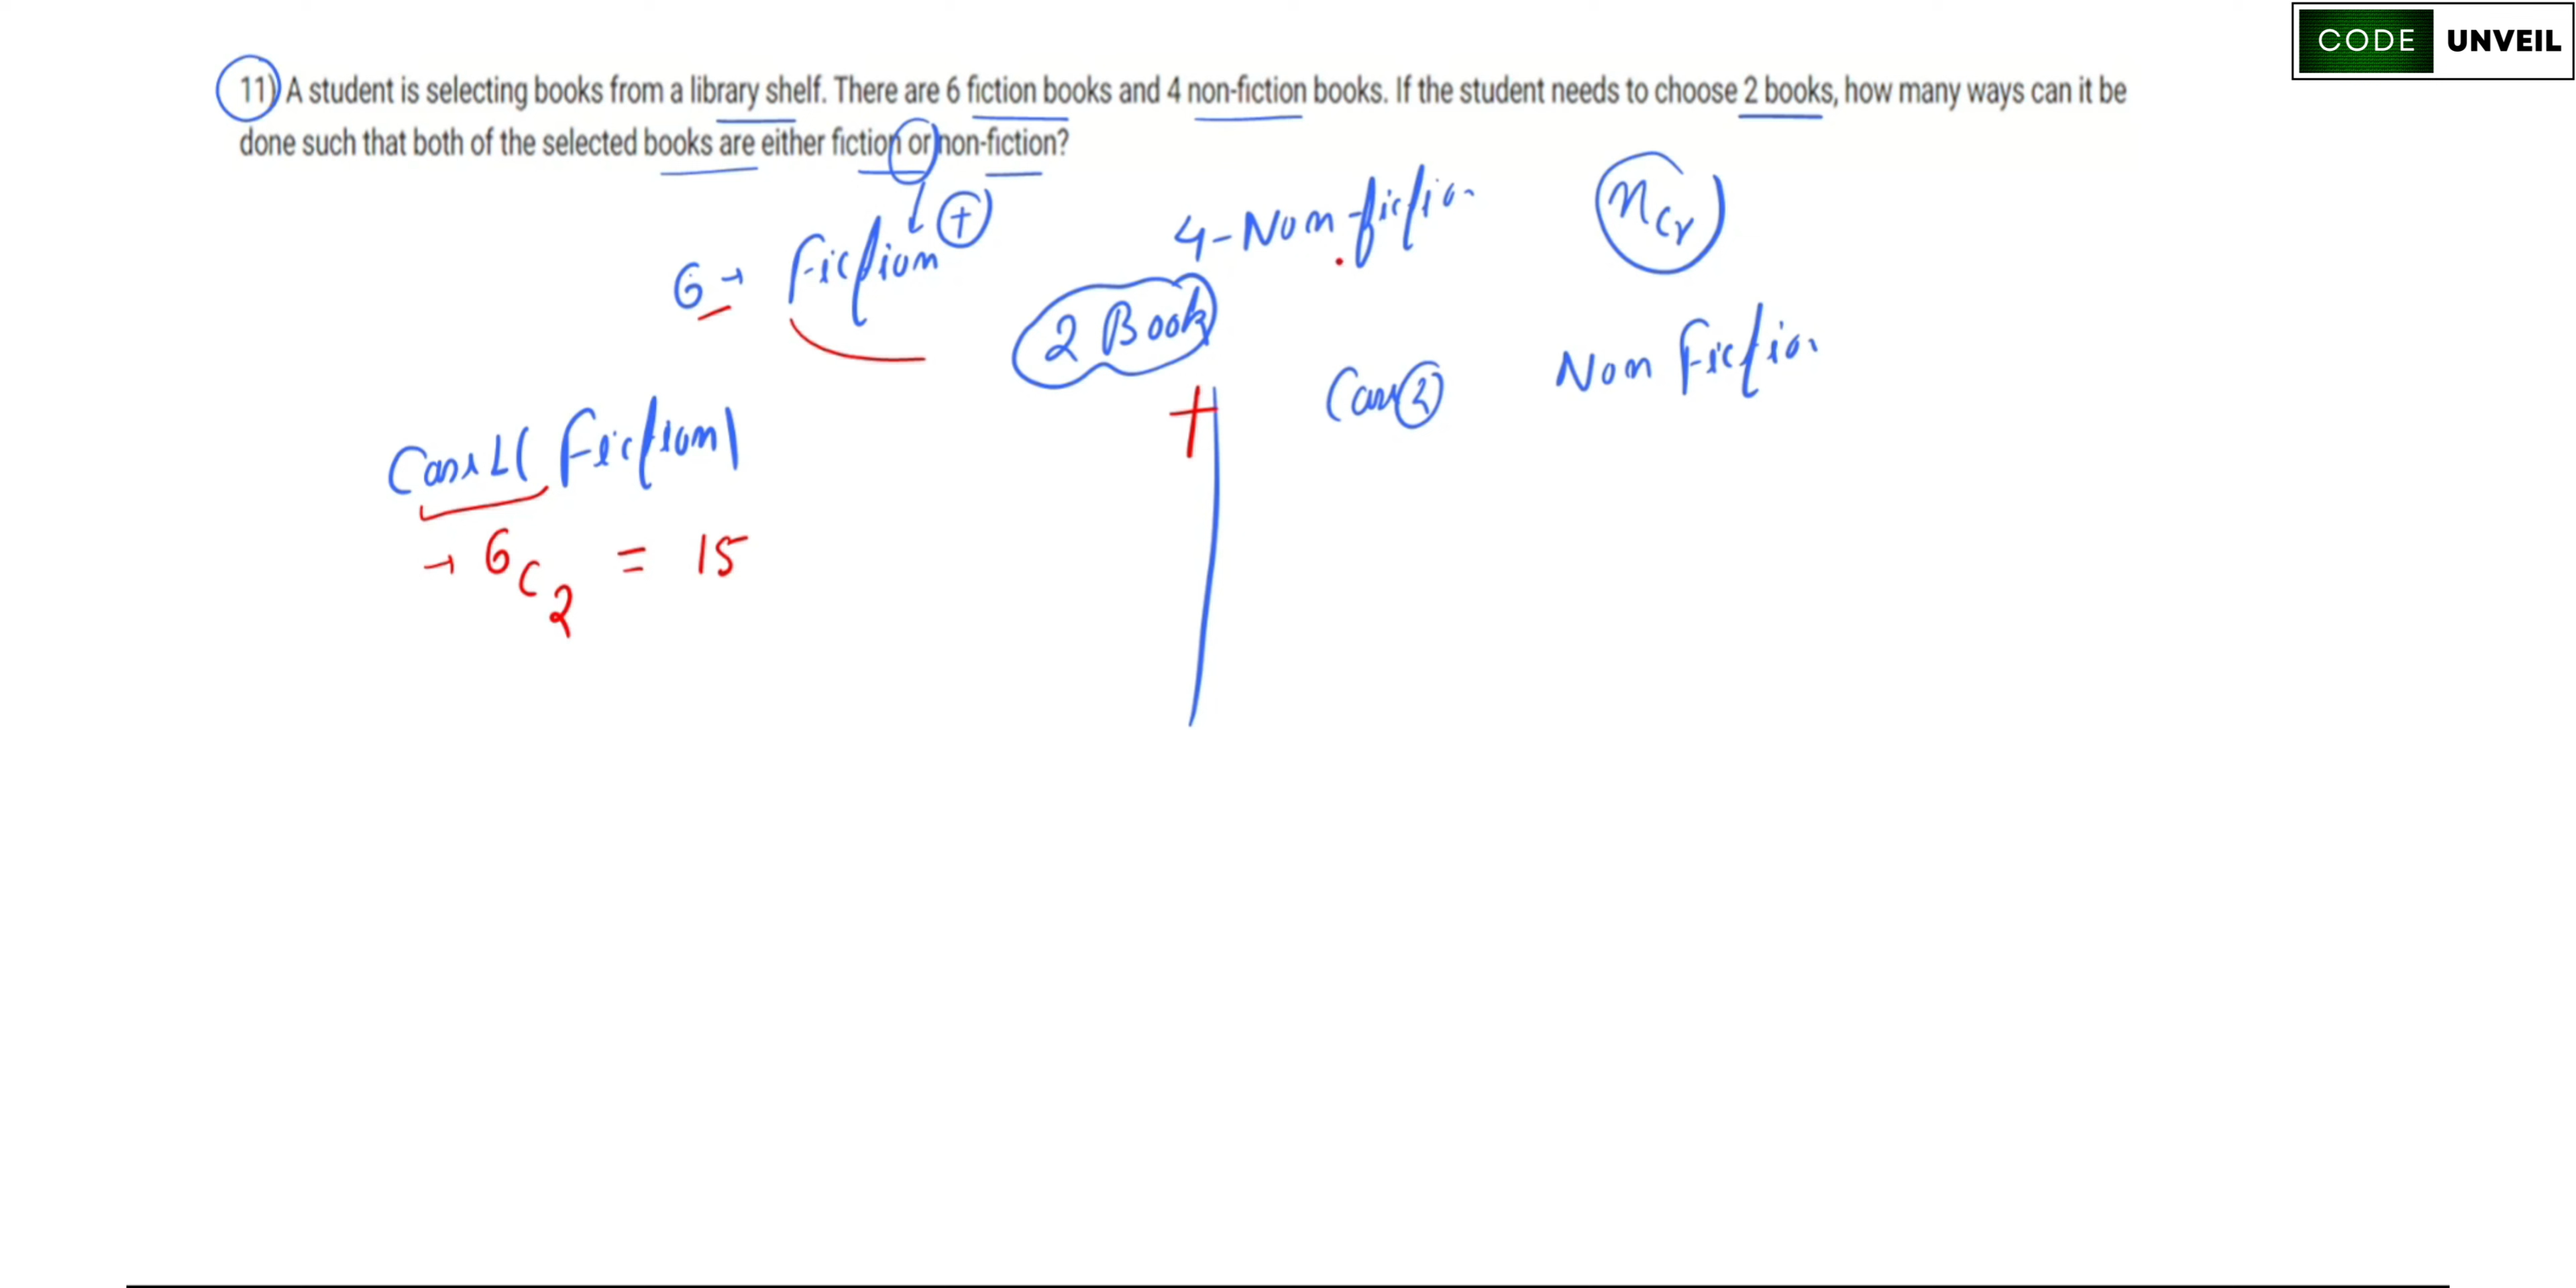 CODE UNVEIL
11) A student is selecting books from a library shelf. There are 6 fiction books and 4 non-fiction books. If the student needs to choose 2 books, how many ways can it be
done such that both of the selected books are either fiction or non-fiction?
+
6 → Fiction
4-Non-fiction
nCr
2 Book
Case 1 (Fiction)
+
Case 2 Non Fiction
→ 6C2 = 15